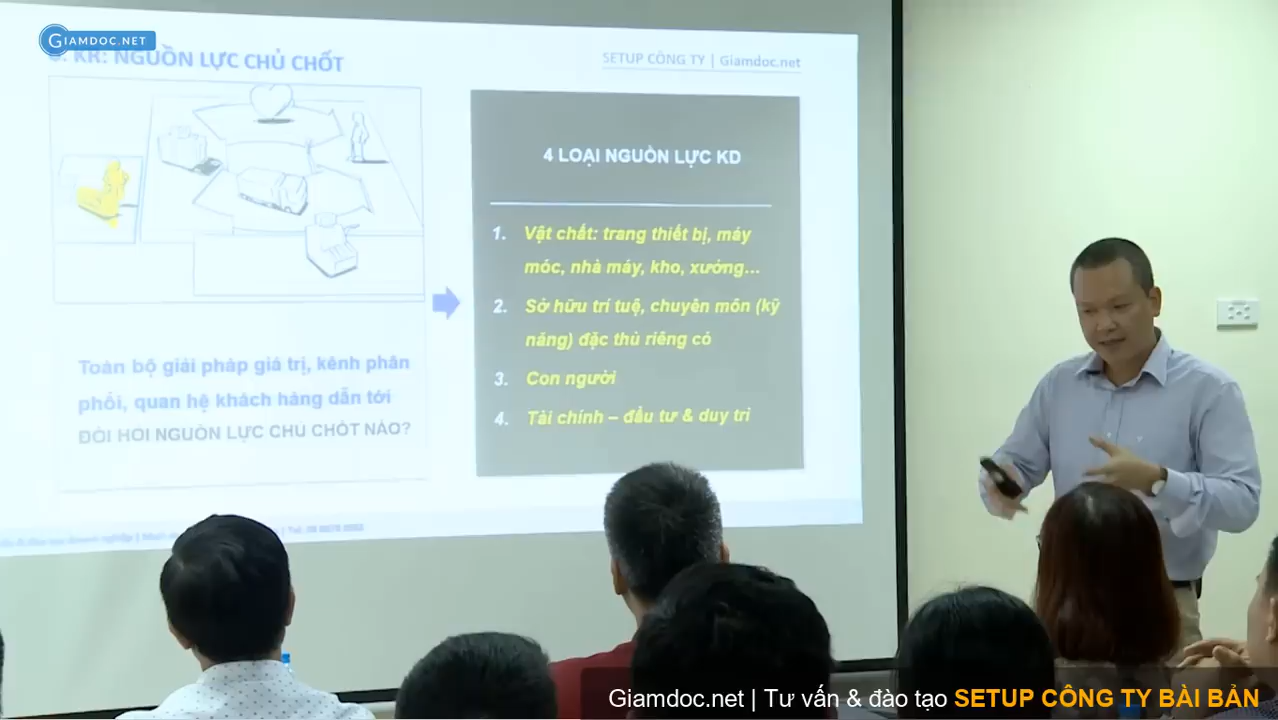 GIAMDOC.NET
KR: NGUỒN LỰC CHỦ CHỐT
SETUP CÔNG TY | Giamdoc.net
4 LOẠI NGUỒN LỰC KD
1. Vật chất: trang thiết bị, máy
móc, nhà máy, kho, xưởng...
2. Sở hữu trí tuệ, chuyên môn (kỹ
năng) đặc thù riêng có
3. Con người
4. Tài chính – đầu tư & duy trì
Toàn bộ giải pháp giá trị, kênh phân
phối, quan hệ khách hàng dẫn tới
ĐÒI HỎI NGUỒN LỰC CHỦ CHỐT NÀO?
Giamdoc.net | Tư vấn & đào tạo SETUP CÔNG TY BÀI BẢN